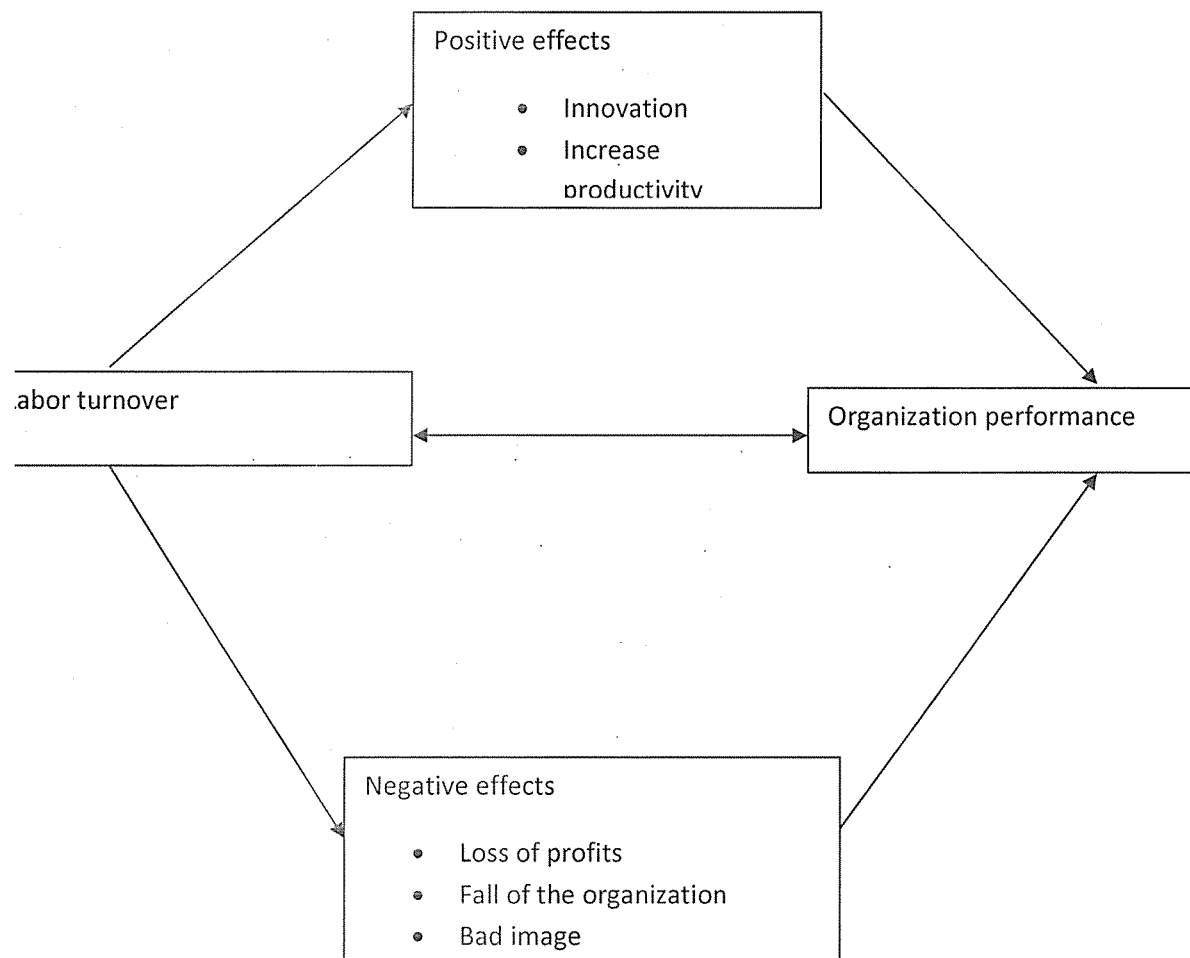 Positive effects
• Innovation
• Increase
productivity
Labor turnover
Organization performance
Negative effects
• Loss of profits
• Fall of the organization
• Bad image